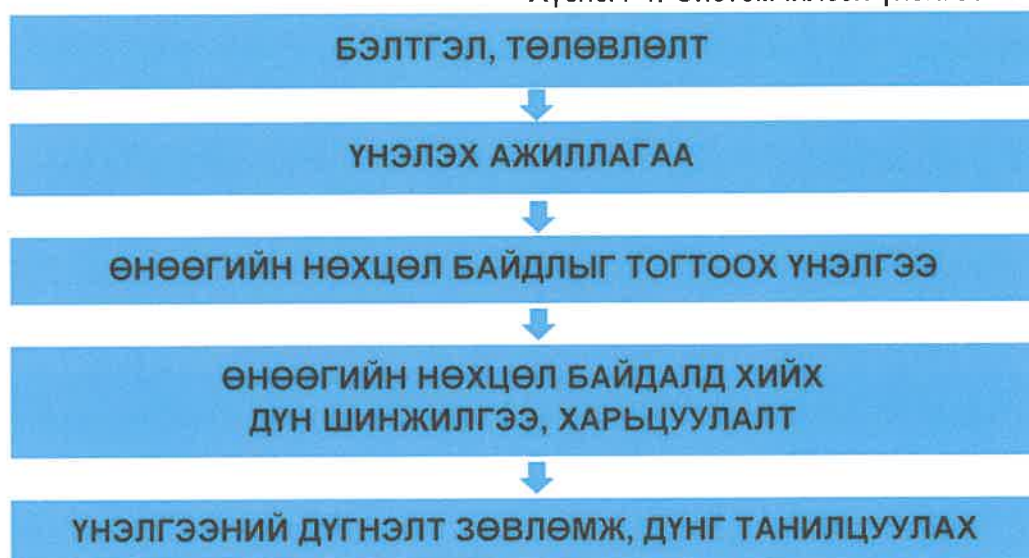 БЭЛТГЭЛ, ТӨЛӨВЛӨЛТ
ҮНЭЛЭХ АЖИЛЛАГАА
ӨНӨӨГИЙН НӨХЦӨЛ БАЙДЛЫГ ТОГТООХ ҮНЭЛГЭЭ
ӨНӨӨГИЙН НӨХЦӨЛ БАЙДАЛД ХИЙХ
ДҮН ШИНЖИЛГЭЭ, ХАРЬЦУУЛАЛТ
ҮНЭЛГЭЭНИЙ ДҮГНЭЛТ ЗӨВЛӨМЖ, ДҮНГ ТАНИЛЦУУЛАХ